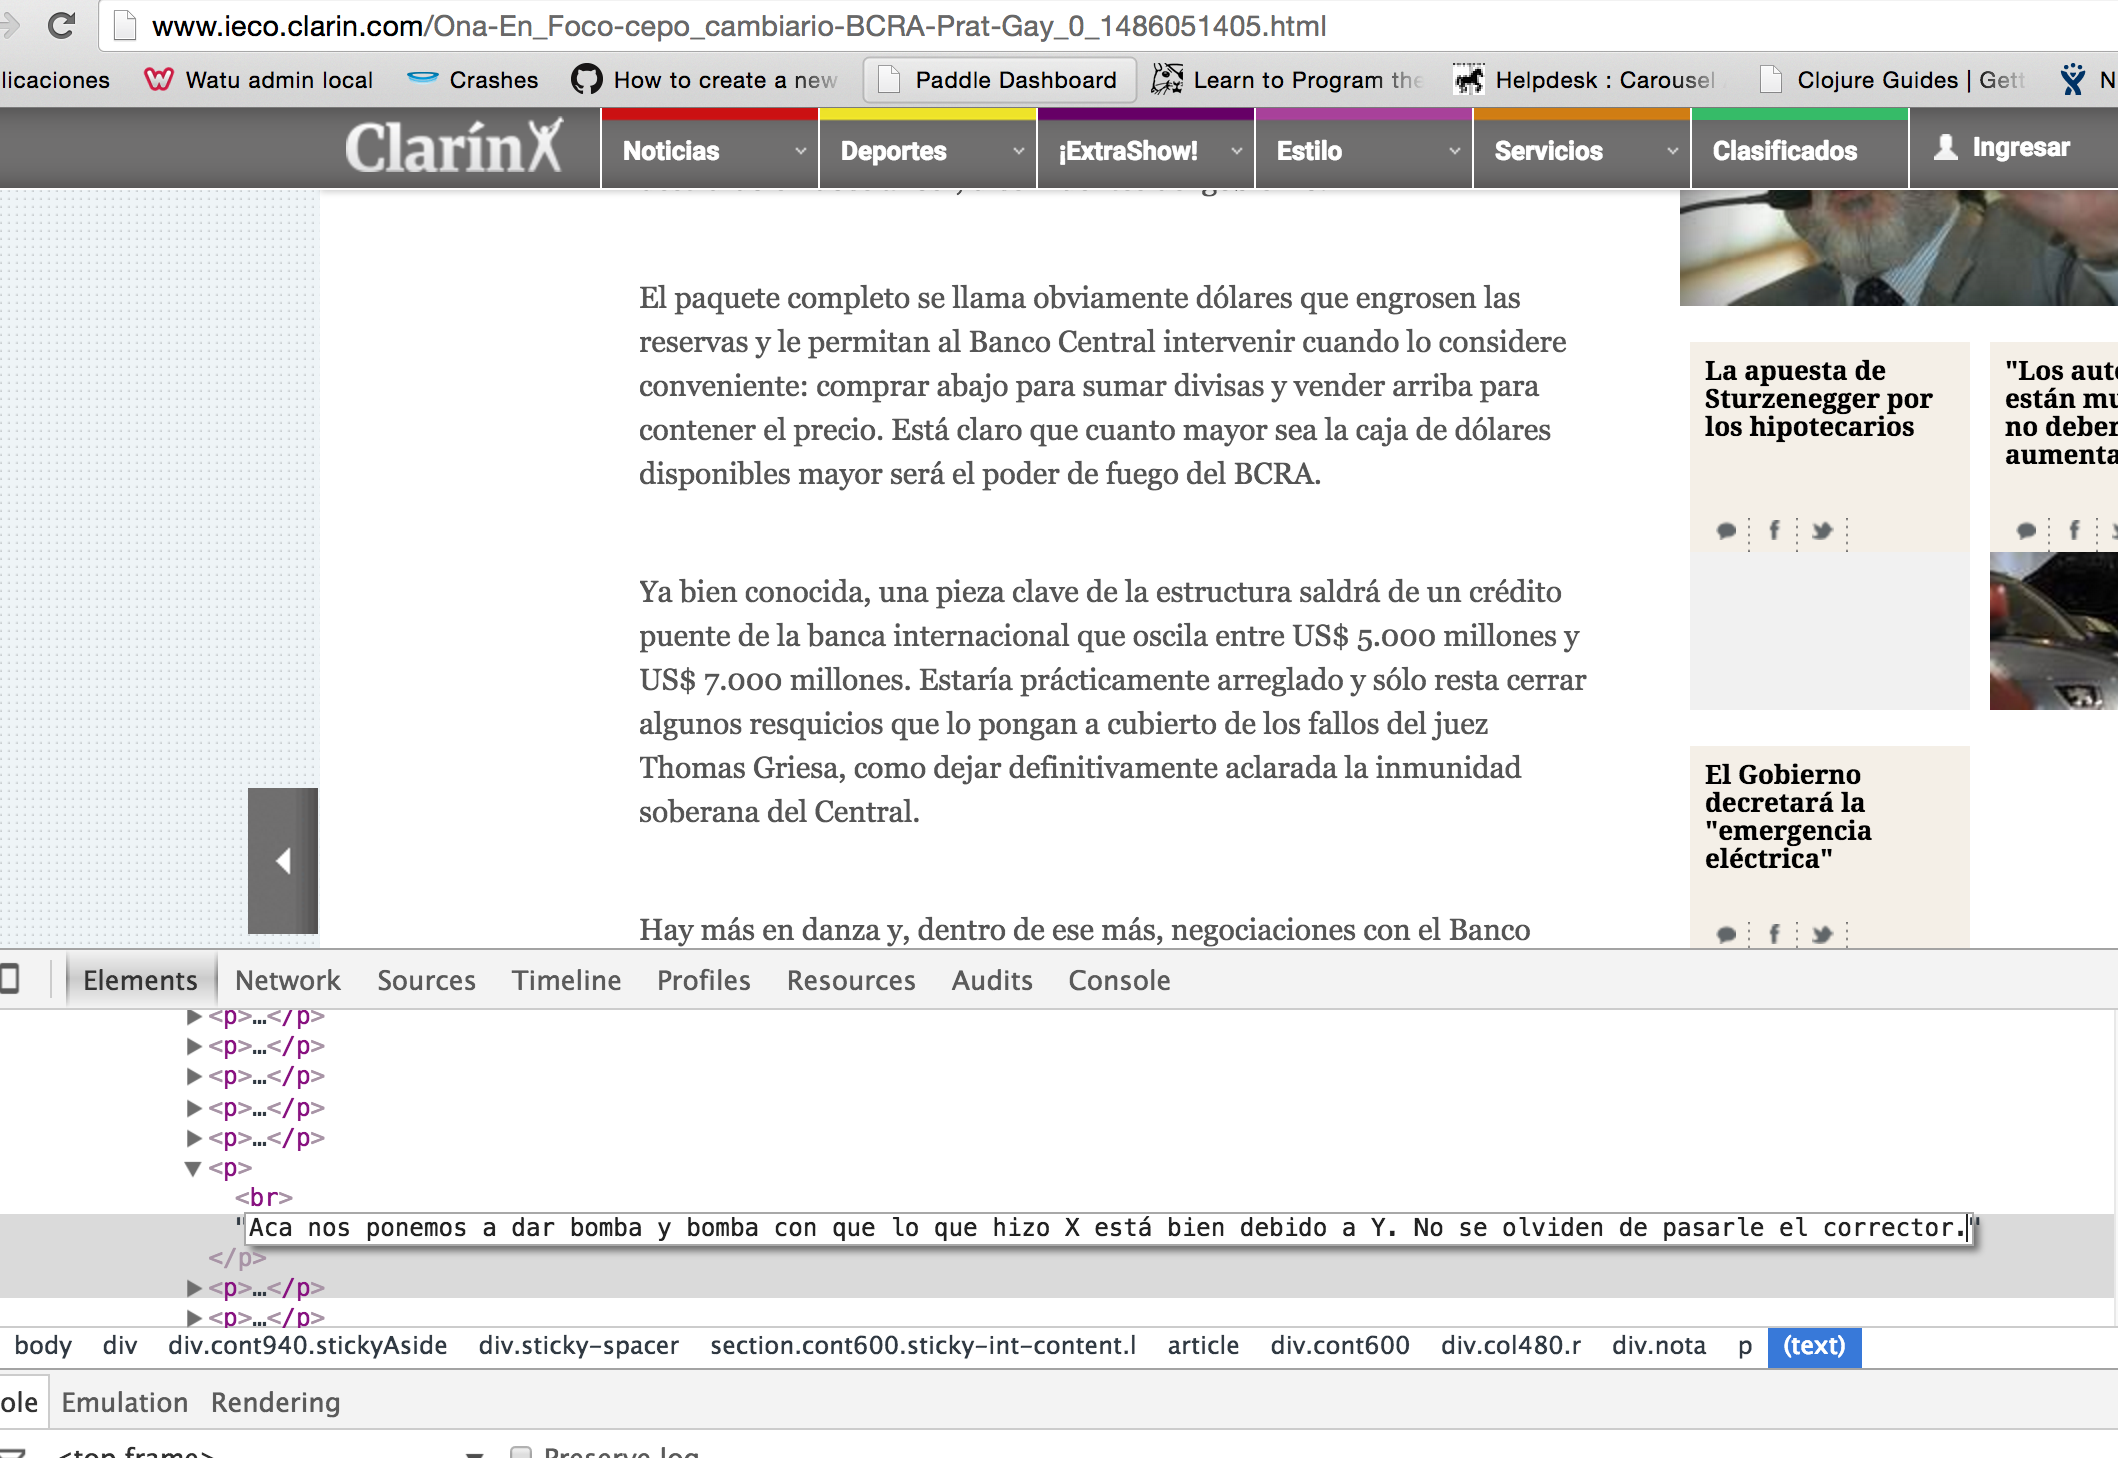 www.ieco.clarin.com/Ona-En_Foco-cepo_cambiario-BCRA-Prat-Gay_0_1486051405.html
licaciones Watu admin local Crashes How to create a new Paddle Dashboard Learn to Program the Helpdesk : Carousel Clojure Guides | Gett N
Clarín Noticias Deportes ¡ExtraShow! Estilo Servicios Clasificados Ingresar
El paquete completo se llama obviamente dólares que engrosen las
reservas y le permitan al Banco Central intervenir cuando lo considere
conveniente: comprar abajo para sumar divisas y vender arriba para
contener el precio. Está claro que cuanto mayor sea la caja de dólares
disponibles mayor será el poder de fuego del BCRA.
Ya bien conocida, una pieza clave de la estructura saldrá de un crédito
puente de la banca internacional que oscila entre US$ 5.000 millones y
US$ 7.000 millones. Estaría prácticamente arreglado y sólo resta cerrar
algunos resquicios que lo pongan a cubierto de los fallos del juez
Thomas Griesa, como dejar definitivamente aclarada la inmunidad
soberana del Central.
Hay más en danza y, dentro de ese más, negociaciones con el Banco
La apuesta de
Sturzenegger por
los hipotecarios
"Los aut
están mu
no deber
aumenta
El Gobierno
decretará la
"emergencia
eléctrica"
Elements Network Sources Timeline Profiles Resources Audits Console
▶<p>…</p>
▶<p>…</p>
▶<p>…</p>
▶<p>…</p>
▶<p>…</p>
▼<p>
<br>
"Aca nos ponemos a dar bomba y bomba con que lo que hizo X está bien debido a Y. No se olviden de pasarle el corrector."
</p>
▶<p>…</p>
▶<p>…</p>
body div div.cont940.stickyAside div.sticky-spacer section.cont600.sticky-int-content.l article div.cont600 div.col480.r div.nota p (text)
ole Emulation Rendering
<top frame> Preserve log